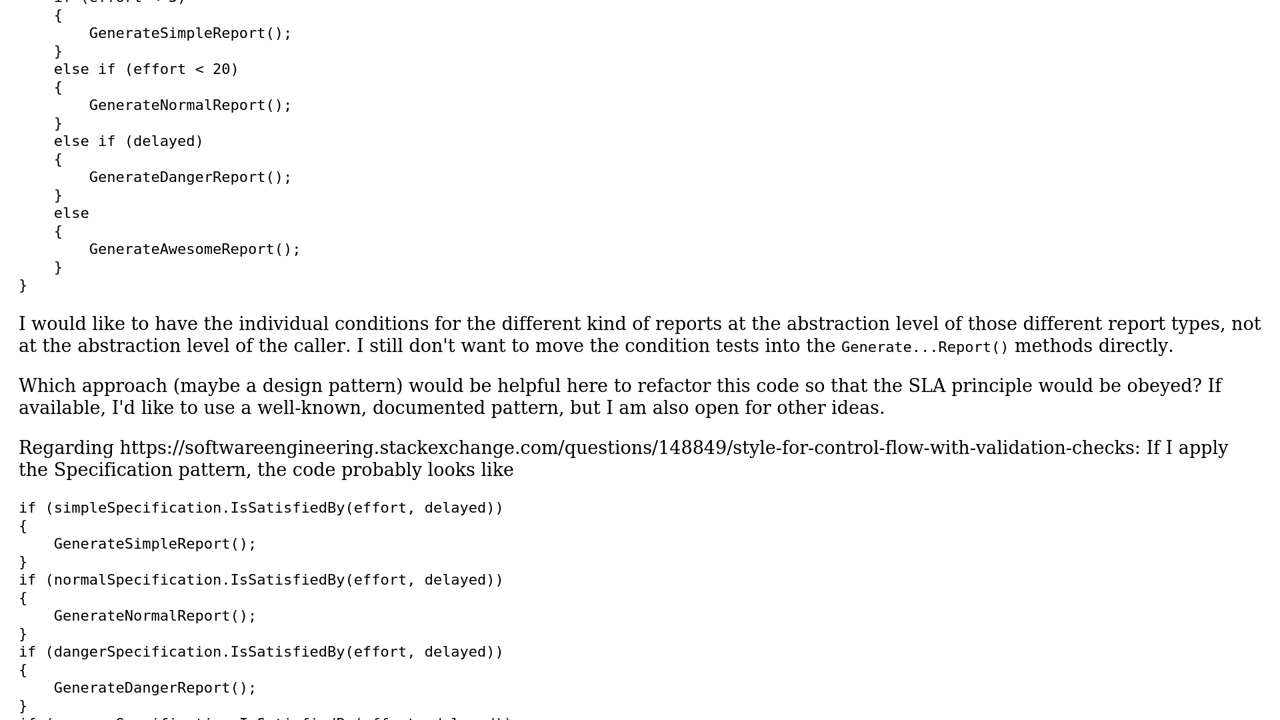 {
GenerateSimpleReport();
}
else if (effort < 20)
{
GenerateNormalReport();
}
else if (delayed)
{
GenerateDangerReport();
}
else
{
GenerateAwesomeReport();
}
}
I would like to have the individual conditions for the different kind of reports at the abstraction level of those different report types, not
at the abstraction level of the caller. I still don't want to move the condition tests into the Generate...Report() methods directly.
Which approach (maybe a design pattern) would be helpful here to refactor this code so that the SLA principle would be obeyed? If
available, I'd like to use a well-known, documented pattern, but I am also open for other ideas.
Regarding https://softwareengineering.stackexchange.com/questions/148849/style-for-control-flow-with-validation-checks: If I apply
the Specification pattern, the code probably looks like
if (simpleSpecification.IsSatisfiedBy(effort, delayed))
{
GenerateSimpleReport();
}
if (normalSpecification.IsSatisfiedBy(effort, delayed))
{
GenerateNormalReport();
}
if (dangerSpecification.IsSatisfiedBy(effort, delayed))
{
GenerateDangerReport();
}